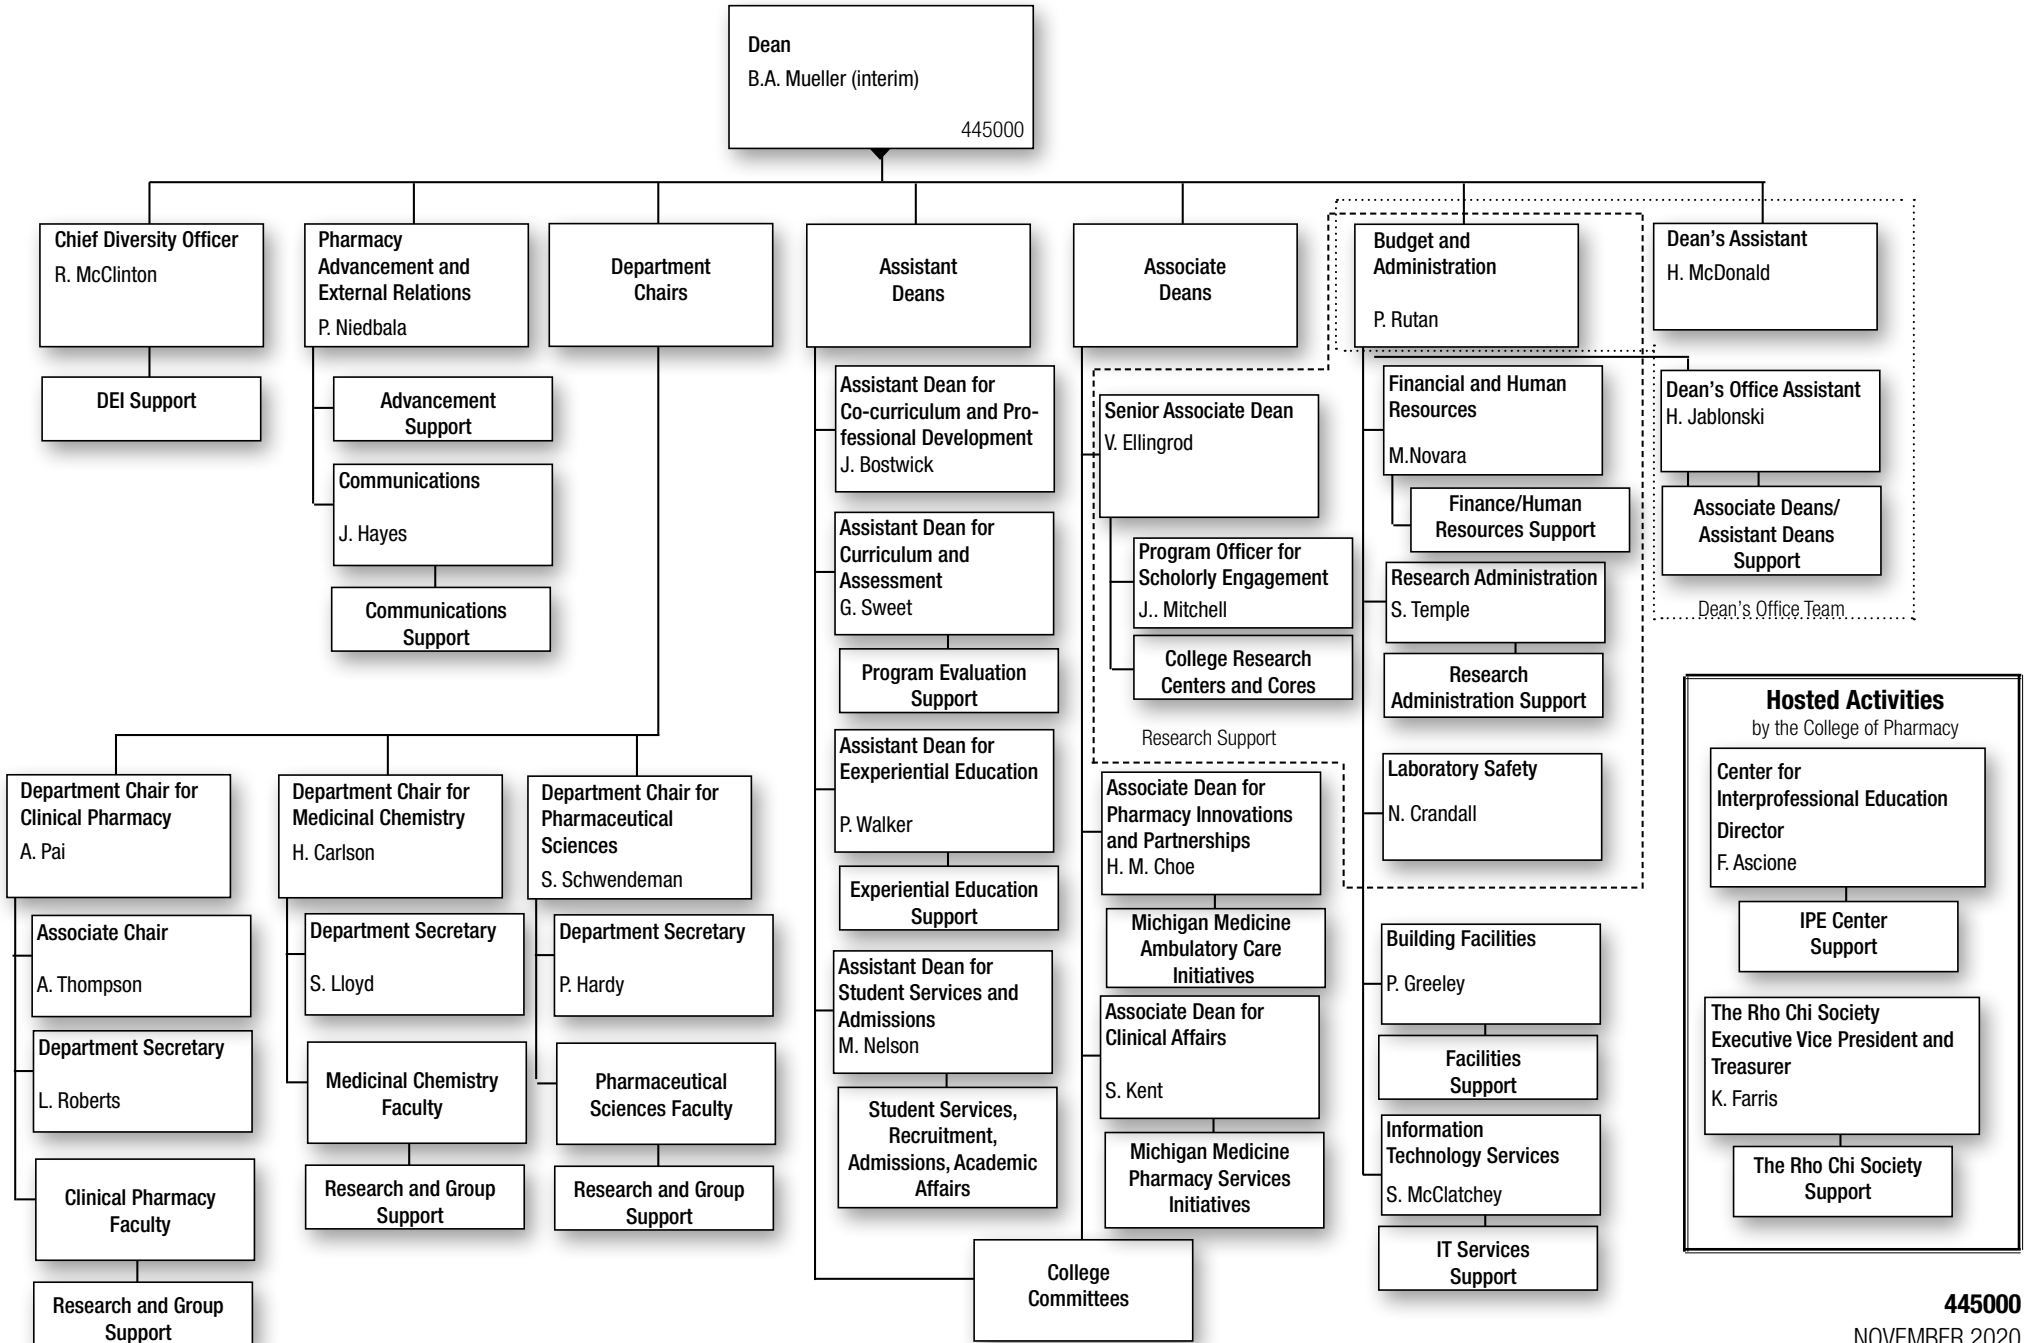 Dean
B.A. Mueller (interim)
445000
Chief Diversity Officer
R. McClinton
DEI Support
Pharmacy
Advancement and
External Relations
P. Niedbala
Advancement
Support
Communications
J. Hayes
Communications
Support
Department
Chairs
Department Chair for
Clinical Pharmacy
A. Pai
Associate Chair
A. Thompson
Department Secretary
L. Roberts
Clinical Pharmacy
Faculty
Research and Group
Support
Department Chair for
Medicinal Chemistry
H. Carlson
Department Secretary
S. Lloyd
Medicinal Chemistry
Faculty
Research and Group
Support
Department Chair for
Pharmaceutical
Sciences
S. Schwendeman
Department Secretary
P. Hardy
Pharmaceutical
Sciences Faculty
Research and Group
Support
Assistant
Deans
Assistant Dean for
Co-curriculum and Pro-
fessional Development
J. Bostwick
Assistant Dean for
Curriculum and
Assessment
G. Sweet
Program Evaluation
Support
Assistant Dean for
Eexperiential Education
P. Walker
Experiential Education
Support
Assistant Dean for
Student Services and
Admissions
M. Nelson
Student Services,
Recruitment,
Admissions, Academic
Affairs
Associate
Deans
Senior Associate Dean
V. Ellingrod
Program Officer for
Scholorly Engagement
J.. Mitchell
College Research
Centers and Cores
Research Support
Associate Dean for
Pharmacy Innovations
and Partnerships
H. M. Choe
Michigan Medicine
Ambulatory Care
Initiatives
Associate Dean for
Clinical Affairs
S. Kent
Michigan Medicine
Pharmacy Services
Initiatives
College
Committees
Budget and
Administration
P. Rutan
Financial and Human
Resources
M.Novara
Finance/Human
Resources Support
Research Administration
S. Temple
Research
Administration Support
Laboratory Safety
N. Crandall
Building Facilities
P. Greeley
Facilities
Support
Information
Technology Services
S. McClatchey
IT Services
Support
Dean's Assistant
H. McDonald
Dean's Office Assistant
H. Jablonski
Associate Deans/
Assistant Deans
Support
Dean's Office Team
Hosted Activities
by the College of Pharmacy
Center for
Interprofessional Education
Director
F. Ascione
IPE Center
Support
The Rho Chi Society
Executive Vice President and
Treasurer
K. Farris
The Rho Chi Society
Support
445000
NOVEMBER 2020